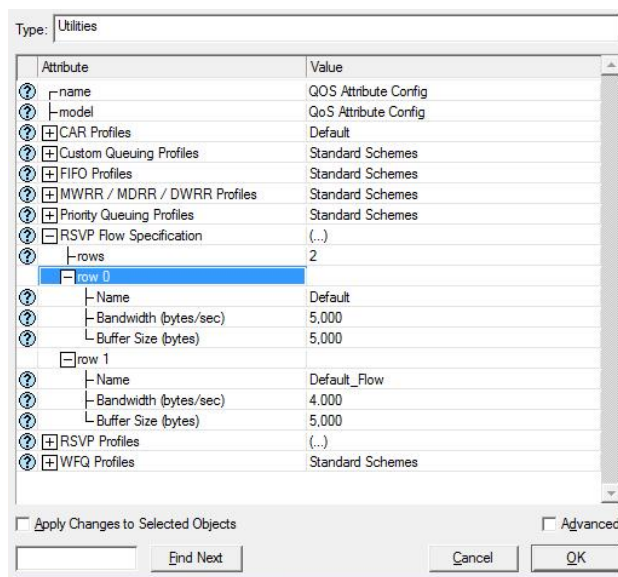 Type: Utilities
Attribute Value
name QOS Attribute Config
model QoS Attribute Config
CAR Profiles Default
Custom Queuing Profiles Standard Schemes
FIFO Profiles Standard Schemes
MWRR / MDRR / DWRR Profiles Standard Schemes
Priority Queuing Profiles Standard Schemes
RSVP Flow Specification (...)
rows 2
row 0
Name Default
Bandwidth (bytes/sec) 5,000
Buffer Size (bytes) 5,000
row 1
Name Default_Flow
Bandwidth (bytes/sec) 4.000
Buffer Size (bytes) 5,000
RSVP Profiles (...)
WFQ Profiles Standard Schemes
Apply Changes to Selected Objects Advanced
Find Next Cancel OK